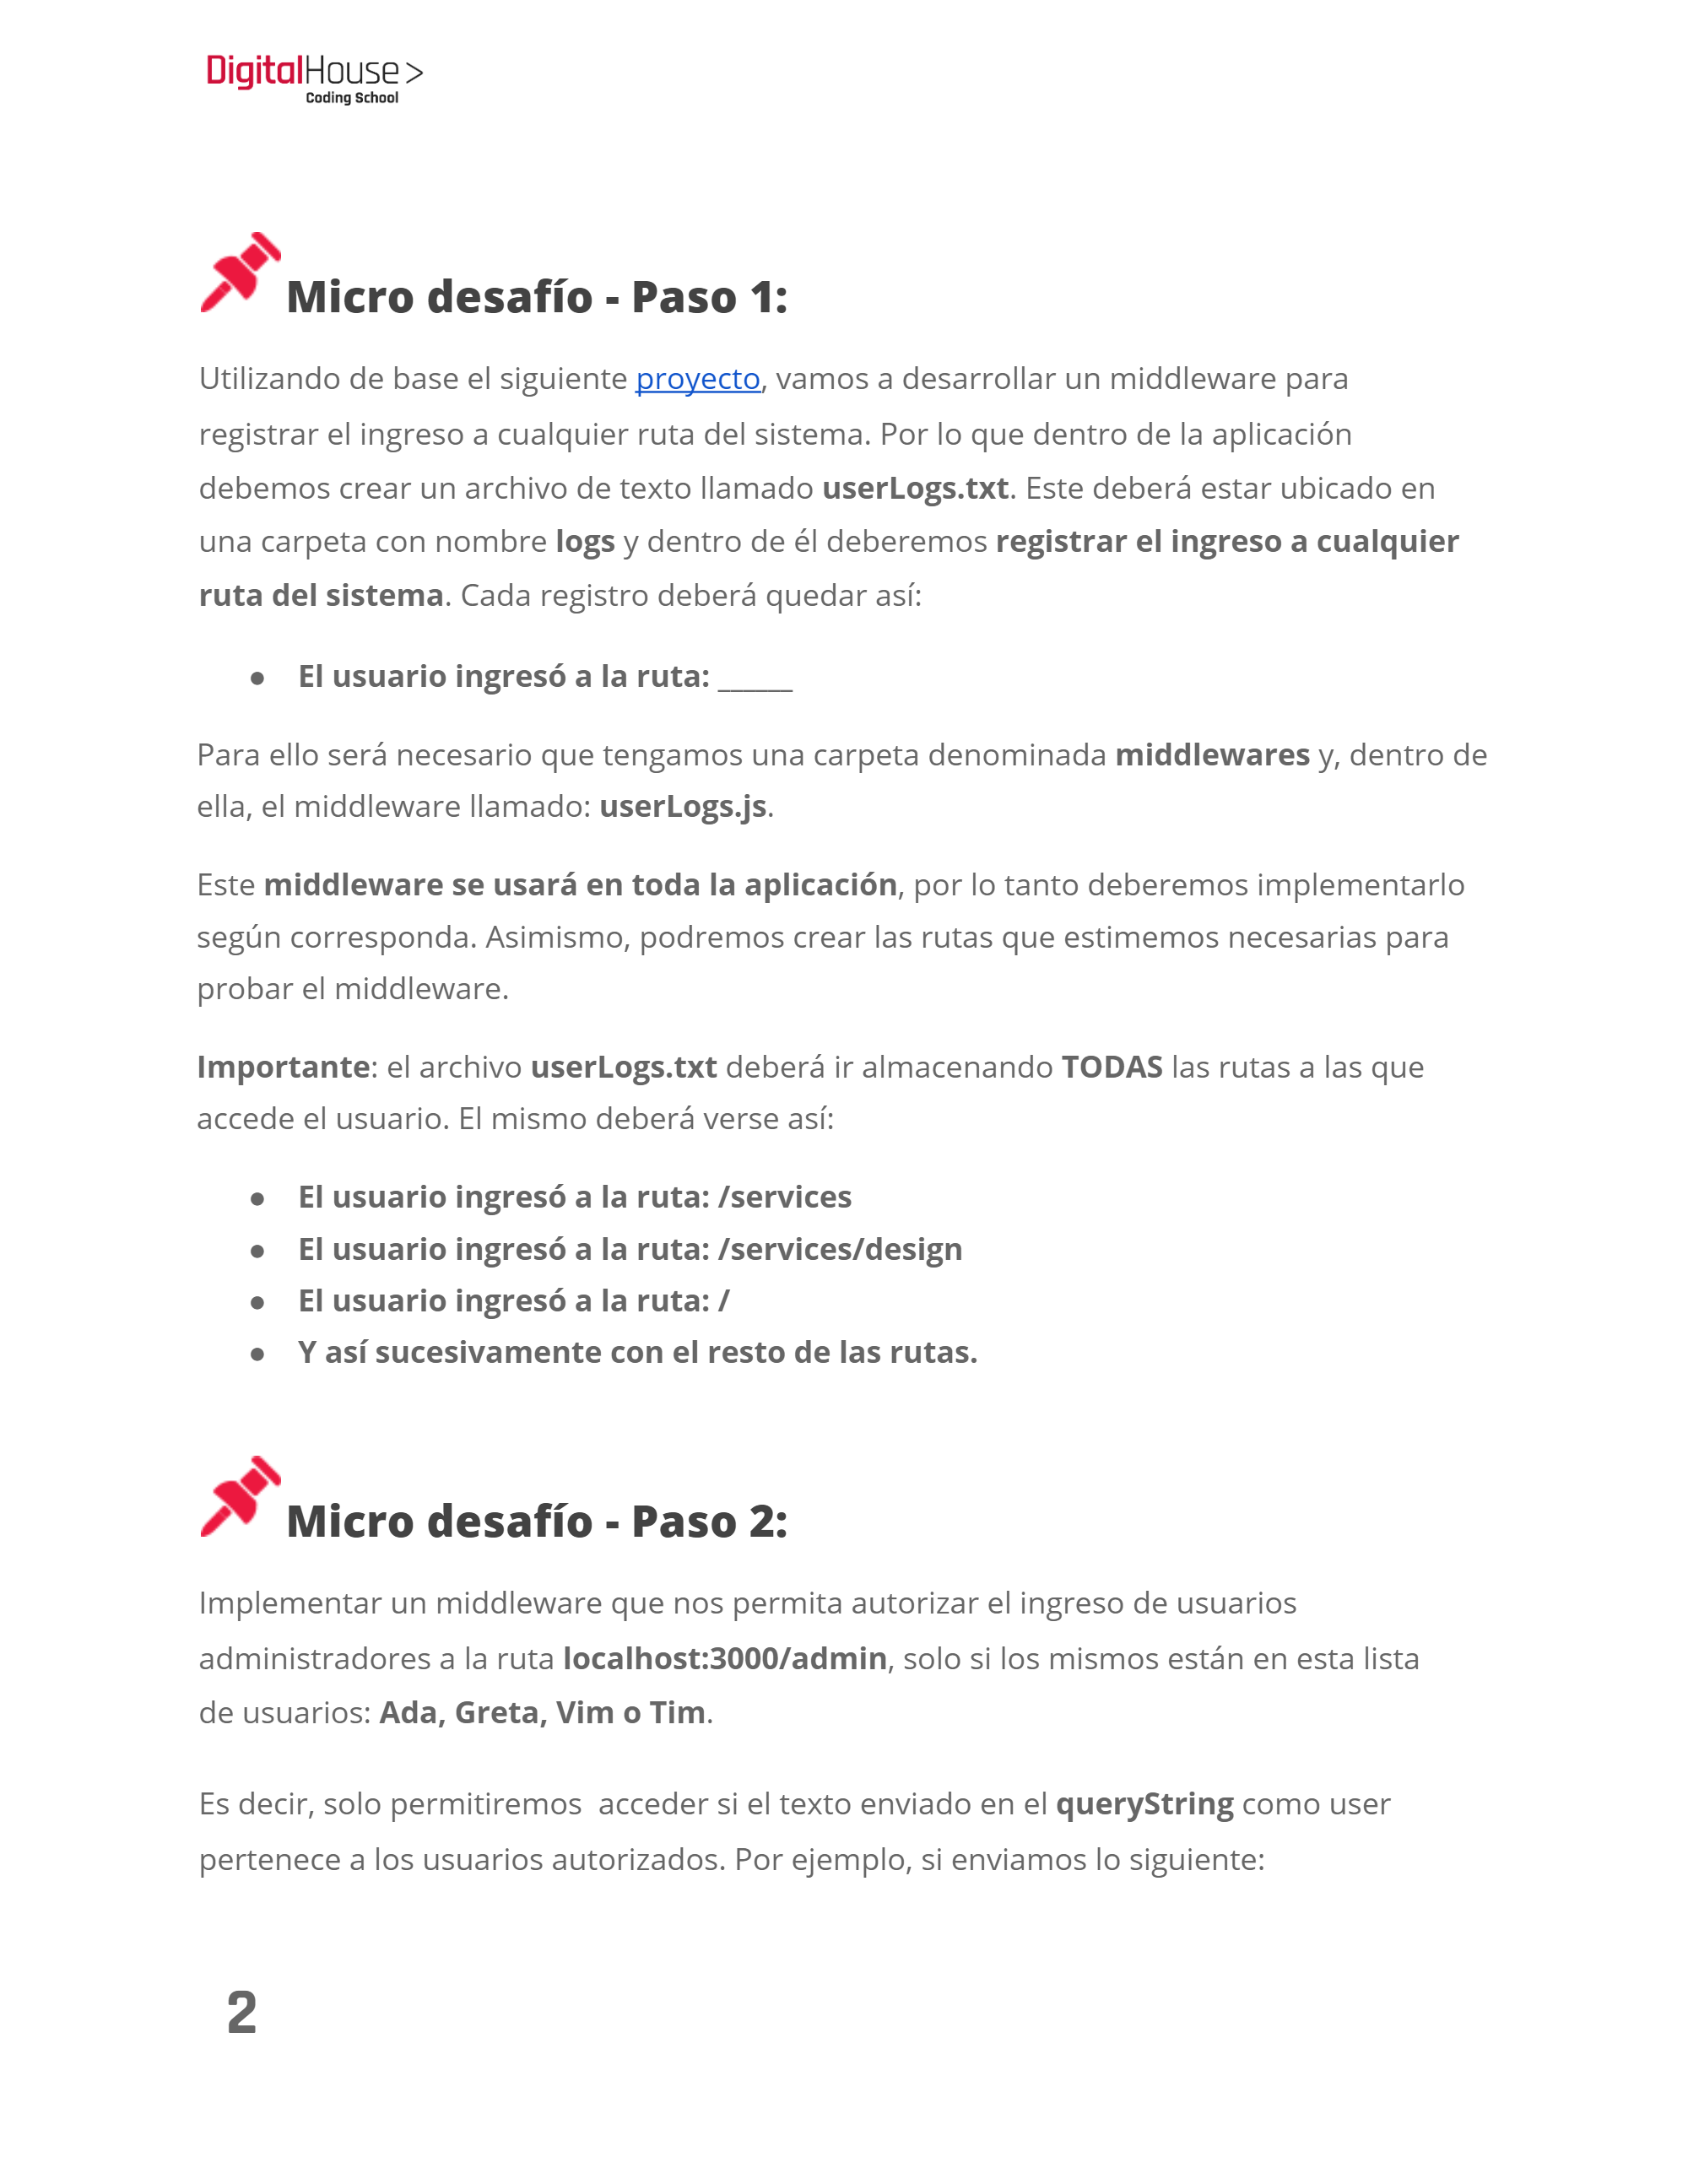 DigitalHouse >
Coding School
Micro desafío - Paso 1:
Utilizando de base el siguiente proyecto, vamos a desarrollar un middleware para
registrar el ingreso a cualquier ruta del sistema. Por lo que dentro de la aplicación
debemos crear un archivo de texto llamado userLogs.txt. Este deberá estar ubicado en
una carpeta con nombre logs y dentro de él deberemos registrar el ingreso a cualquier
ruta del sistema. Cada registro deberá quedar así:
● El usuario ingresó a la ruta: ______
Para ello será necesario que tengamos una carpeta denominada middlewares y, dentro de
ella, el middleware llamado: userLogs.js.
Este middleware se usará en toda la aplicación, por lo tanto deberemos implementarlo
según corresponda. Asimismo, podremos crear las rutas que estimemos necesarias para
probar el middleware.
Importante: el archivo userLogs.txt deberá ir almacenando TODAS las rutas a las que
accede el usuario. El mismo deberá verse así:
● El usuario ingresó a la ruta: /services
● El usuario ingresó a la ruta: /services/design
● El usuario ingresó a la ruta: /
● Y así sucesivamente con el resto de las rutas.
Micro desafío - Paso 2:
Implementar un middleware que nos permita autorizar el ingreso de usuarios
administradores a la ruta localhost:3000/admin, solo si los mismos están en esta lista
de usuarios: Ada, Greta, Vim o Tim.
Es decir, solo permitiremos  acceder si el texto enviado en el queryString como user
pertenece a los usuarios autorizados. Por ejemplo, si enviamos lo siguiente:
2